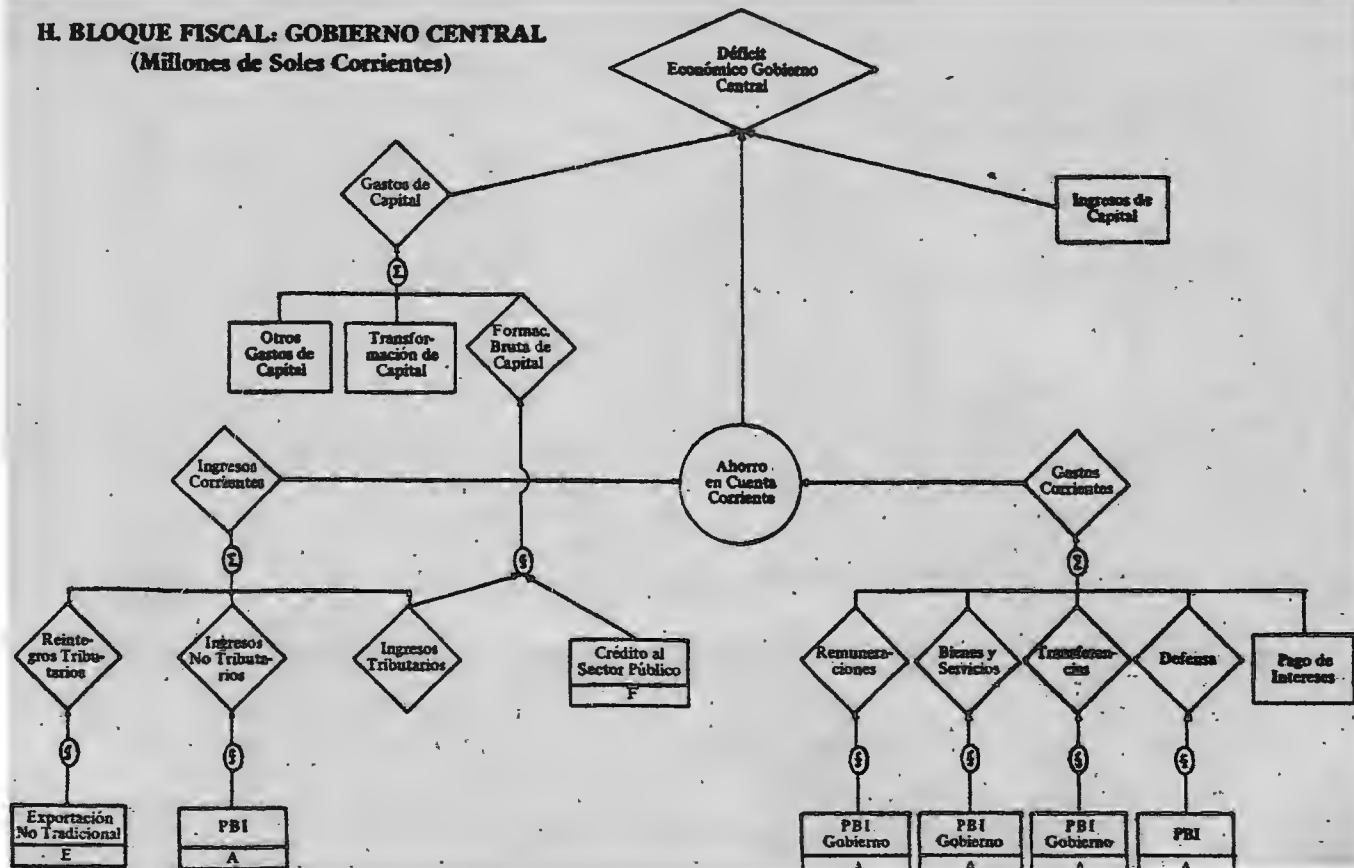 H. BLOQUE FISCAL: GOBIERNO CENTRAL
(Millones de Soles Corrientes)
Déficit
Económico Gobierno
Central
Gastos de
Capital
Ingresos de
Capital
Σ
Otros
Gastos de
Capital
Transfor-
mación de
Capital
Formac.
Bruta de
Capital
Ingresos
Corrientes
Ahorro
en Cuenta
Corriente
Gastos
Corrientes
Σ
§
Σ
Reinte-
gros Tribu-
tarios
Ingresos
No Tributa-
rios
Ingresos
Tributarios
Crédito al
Sector Público
F
Remunera-
ciones
Bienes y
Servicios
Transferen-
cias
Defensa
Pago de
Intereses
§
§
§
§
§
§
Exportación
No Tradicional
E
PBI
A
PBI
Gobierno
A
PBI
Gobierno
A
PBI
Gobierno
A
PBI
A